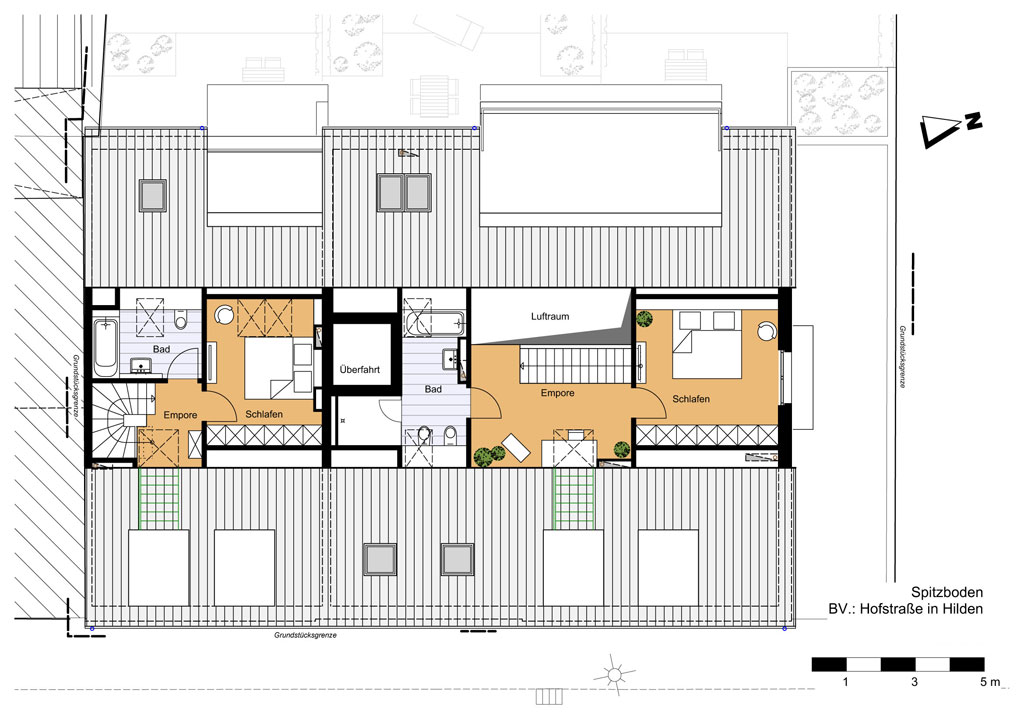 N
Luftraum
Bad
Überfahrt
Bad
Empore
Schlafen
Empore
Schlafen
Grundstücksgrenze
Grundstücksgrenze
Grundstücksgrenze
Spitzboden
BV.: Hofstraße in Hilden
1 3 5 m